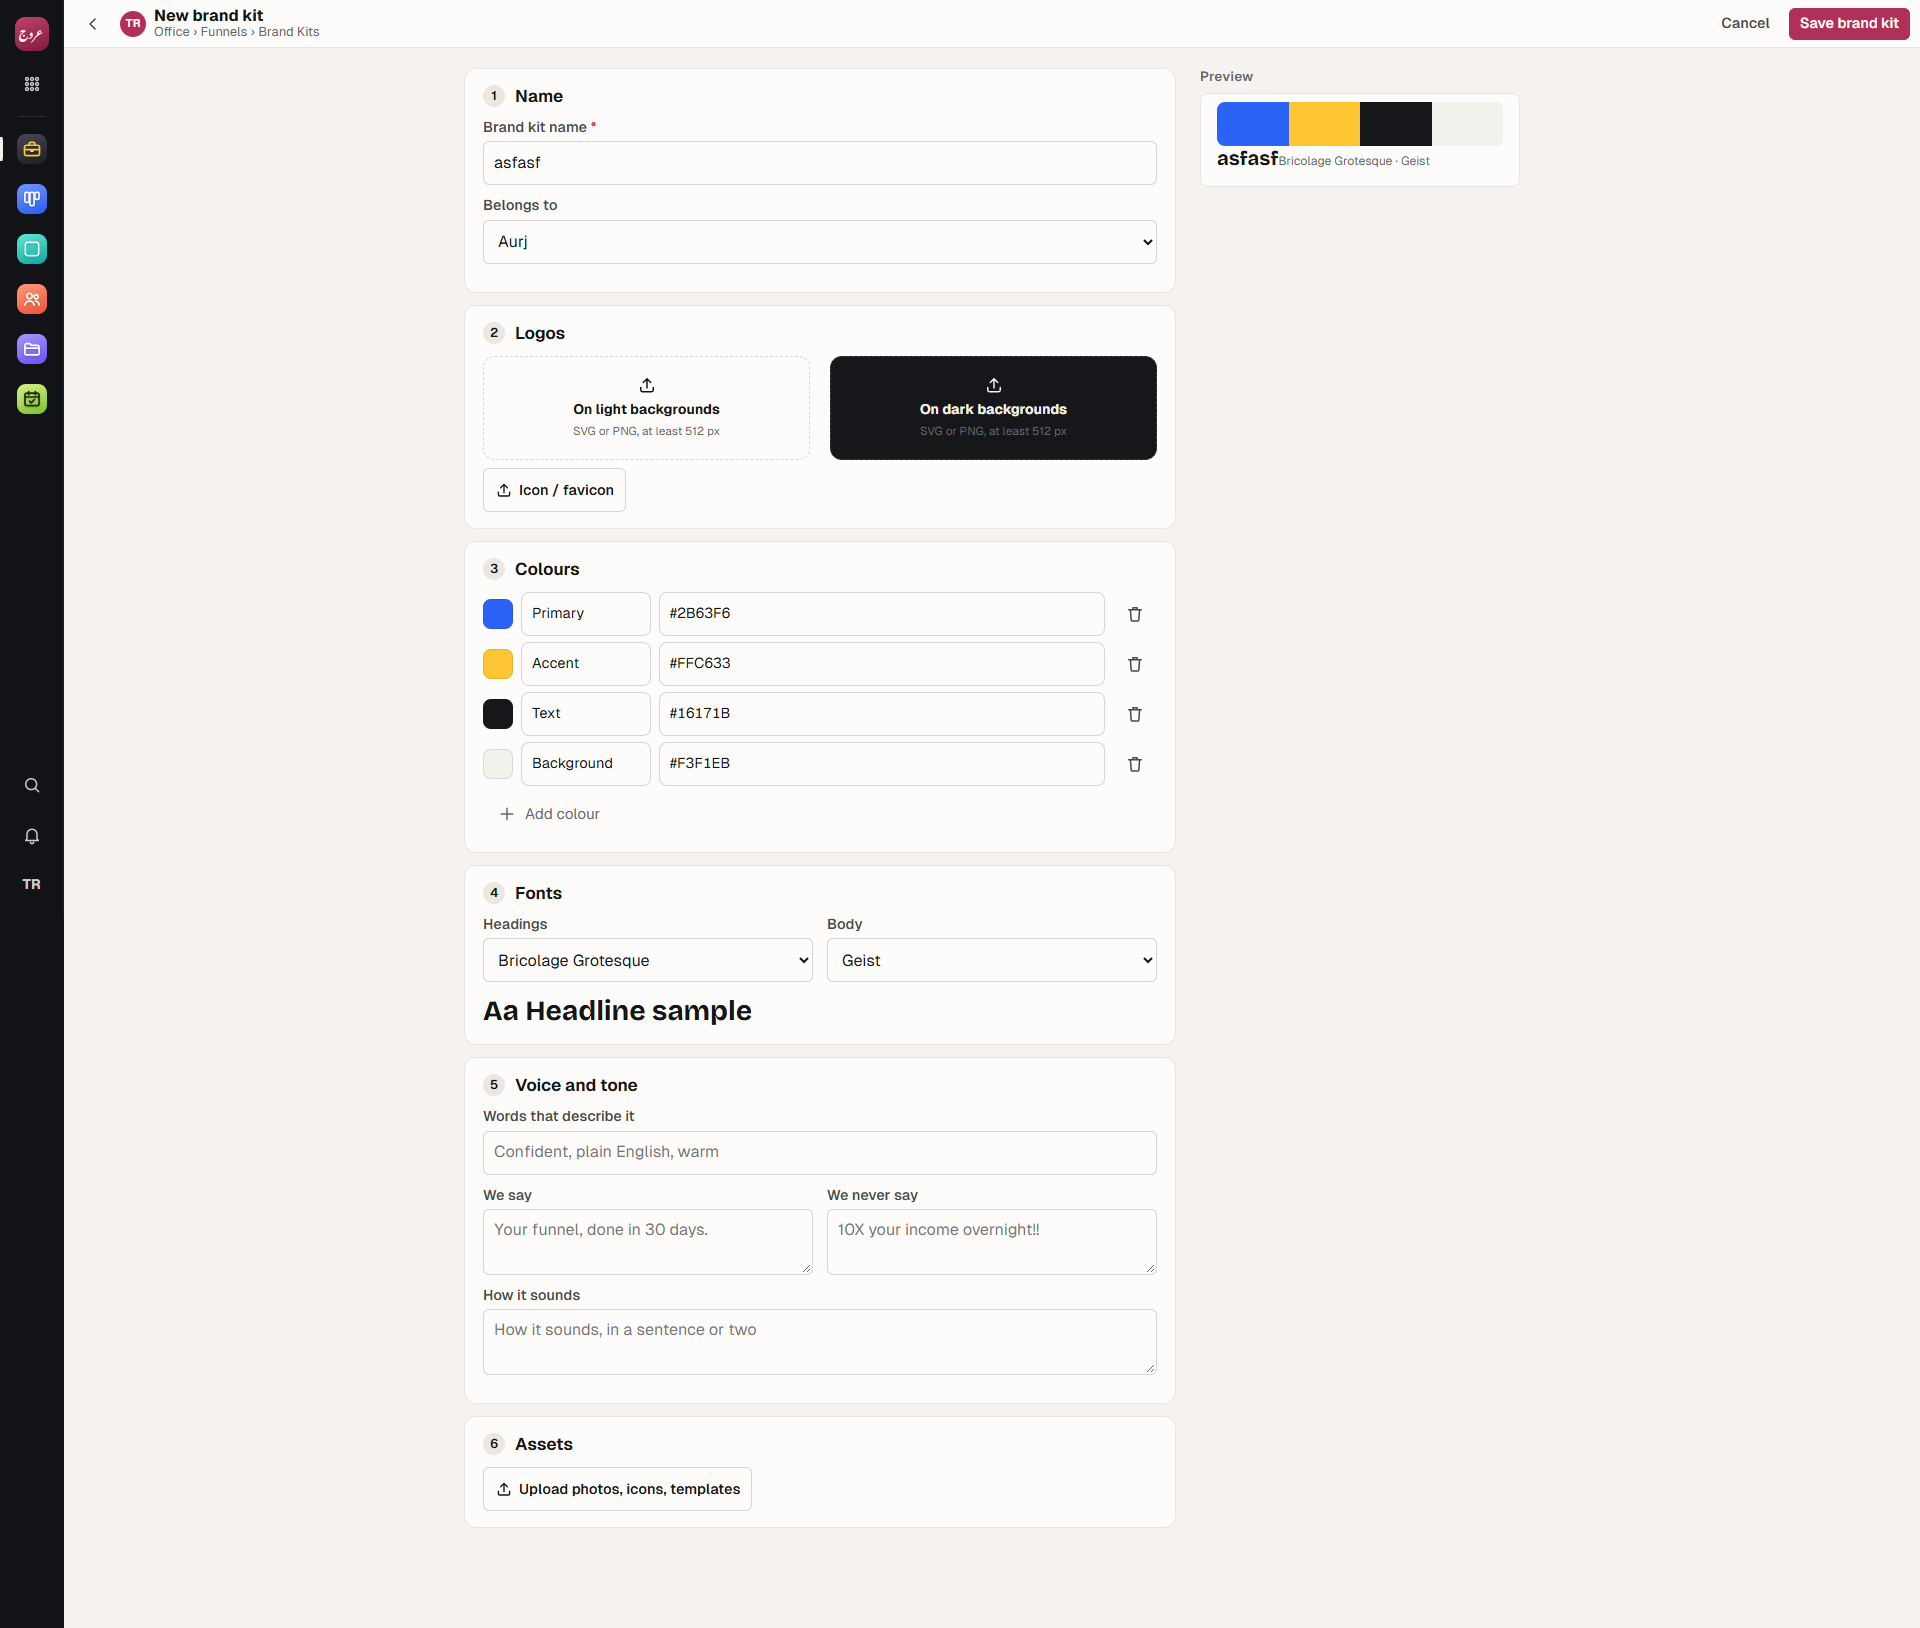 عروج
TR
New brand kit
Office › Funnels › Brand Kits
Cancel
Save brand kit
1 Name
Brand kit name *
asfasf
Belongs to
Aurj
2 Logos
On light backgrounds
SVG or PNG, at least 512 px
On dark backgrounds
SVG or PNG, at least 512 px
Icon / favicon
3 Colours
Primary #2B63F6
Accent #FFC633
Text #16171B
Background #F3F1EB
Add colour
4 Fonts
Headings
Bricolage Grotesque
Body
Geist
Aa Headline sample
5 Voice and tone
Words that describe it
Confident, plain English, warm
We say
Your funnel, done in 30 days.
We never say
10X your income overnight!!
How it sounds
How it sounds, in a sentence or two
6 Assets
Upload photos, icons, templates
Preview
asfasf Bricolage Grotesque · Geist
TR